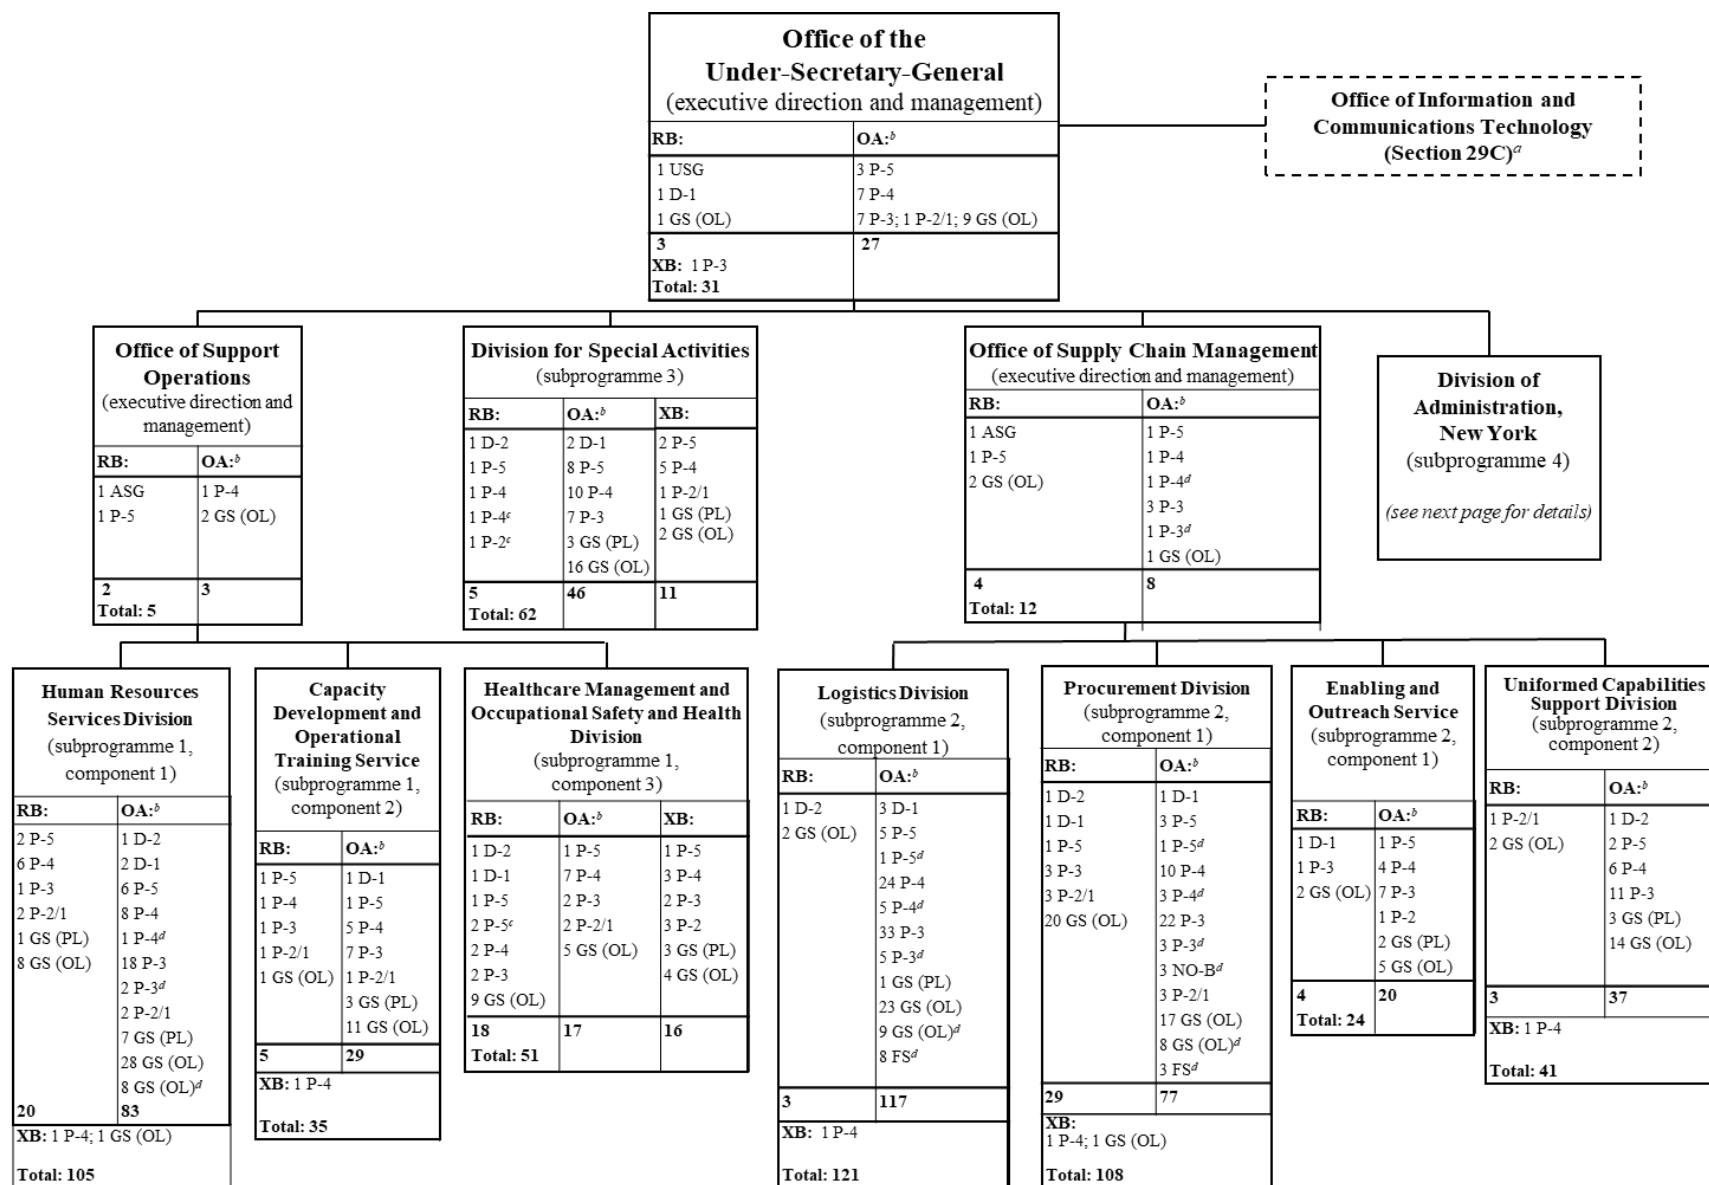 Office of the
Under-Secretary-General
(executive direction and management)
RB:
1 USG
1 D-1
1 GS (OL)
3
XB: 1 P-3
Total: 31
OA:b
3 P-5
7 P-4
7 P-3; 1 P-2/1; 9 GS (OL)
27
Office of Information and
Communications Technology
(Section 29C)a
Office of Support
Operations
(executive direction and
management)
RB:
1 ASG
1 P-5
2
Total: 5
OA:b
1 P-4
2 GS (OL)
3
Division for Special Activities
(subprogramme 3)
RB:
1 D-2
1 P-5
1 P-4
1 P-4c
1 P-2c
5
Total: 62
OA:b
2 D-1
8 P-5
10 P-4
7 P-3
3 GS (PL)
16 GS (OL)
46
XB:
2 P-5
5 P-4
1 P-2/1
1 GS (PL)
2 GS (OL)
11
Office of Supply Chain Management
(executive direction and management)
RB:
1 ASG
1 P-5
2 GS (OL)
4
Total: 12
OA:b
1 P-5
1 P-4
1 P-4d
3 P-3
1 P-3d
1 GS (OL)
8
Division of
Administration,
New York
(subprogramme 4)
(see next page for details)
Human Resources
Services Division
(subprogramme 1,
component 1)
RB:
2 P-5
6 P-4
1 P-3
2 P-2/1
1 GS (PL)
8 GS (OL)
20
OA:b
1 D-2
2 D-1
6 P-5
8 P-4
1 P-4d
18 P-3
2 P-3d
2 P-2/1
7 GS (PL)
28 GS (OL)
8 GS (OL)d
83
XB: 1 P-4; 1 GS (OL)
Total: 105
Capacity
Development and
Operational
Training Service
(subprogramme 1,
component 2)
RB:
1 P-5
1 P-4
1 P-3
1 P-2/1
1 GS (OL)
5
OA:b
1 D-1
1 P-5
5 P-4
7 P-3
1 P-2/1
3 GS (PL)
11 GS (OL)
29
XB: 1 P-4
Total: 35
Healthcare Management and
Occupational Safety and Health
Division
(subprogramme 1,
component 3)
RB:
1 D-2
1 D-1
1 P-5
2 P-5c
2 P-4
2 P-3
9 GS (OL)
18
Total: 51
OA:b
1 P-5
7 P-4
2 P-3
2 P-2/1
5 GS (OL)
17
XB:
1 P-5
3 P-4
2 P-3
3 P-2
3 GS (PL)
4 GS (OL)
16
Logistics Division
(subprogramme 2,
component 1)
RB:
1 D-2
2 GS (OL)
3
OA:b
3 D-1
5 P-5
1 P-5d
24 P-4
5 P-4d
33 P-3
5 P-3d
1 GS (PL)
23 GS (OL)
9 GS (OL)d
8 FSd
117
XB: 1 P-4
Total: 121
Procurement Division
(subprogramme 2,
component 1)
RB:
1 D-2
1 D-1
1 P-5
3 P-3
3 P-2/1
20 GS (OL)
29
OA:b
1 D-1
3 P-5
1 P-5d
10 P-4
3 P-4d
22 P-3
3 P-3d
3 NO-Bd
3 P-2/1
17 GS (OL)
8 GS (OL)d
3 FSd
77
XB:
1 P-4; 1 GS (OL)
Total: 108
Enabling and
Outreach Service
(subprogramme 2,
component 1)
RB:
1 D-1
1 P-3
2 GS (OL)
4
Total: 24
OA:b
1 P-5
4 P-4
7 P-3
1 P-2
2 GS (PL)
5 GS (OL)
20
Uniformed Capabilities
Support Division
(subprogramme 2,
component 2)
RB:
1 P-2/1
2 GS (OL)
3
OA:b
1 D-2
2 P-5
6 P-4
11 P-3
3 GS (PL)
14 GS (OL)
37
XB: 1 P-4
Total: 41